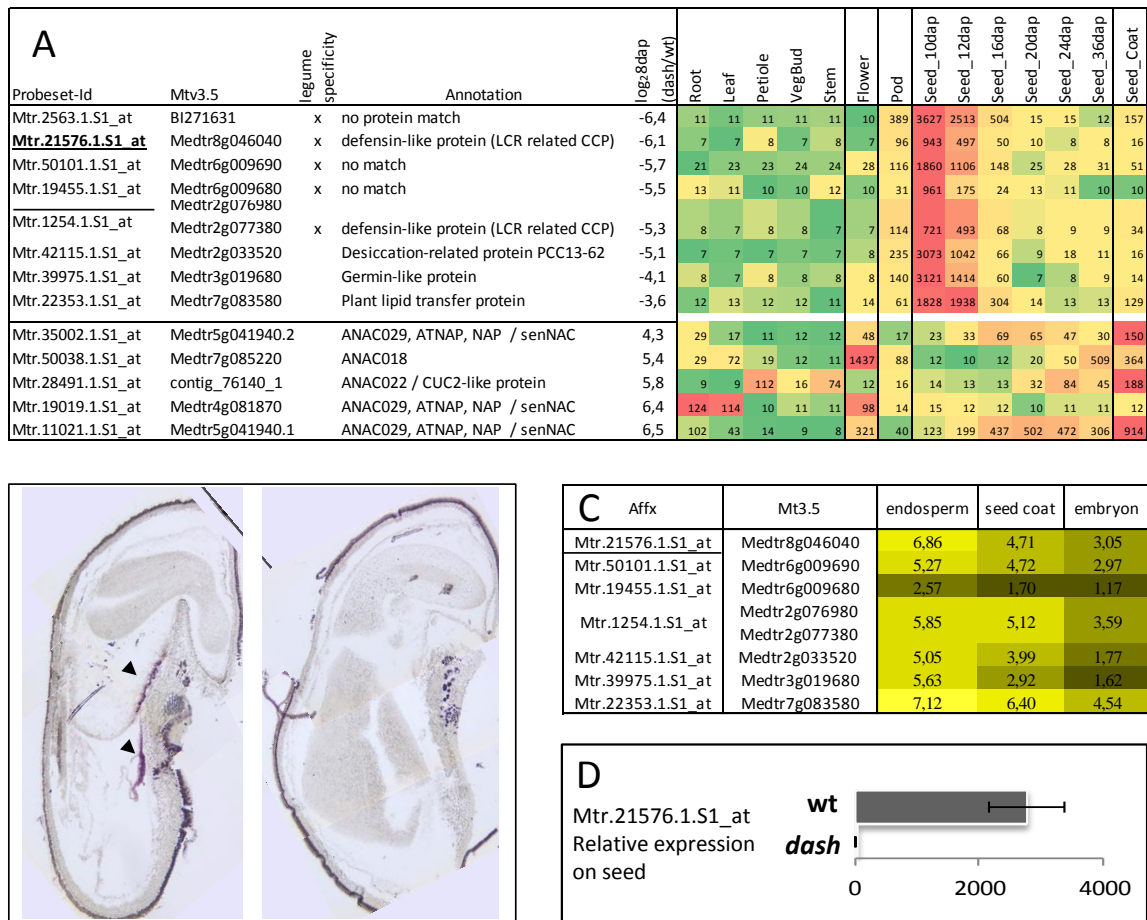 A
Probeset-Id Mtv3.5 legume specificity Annotation log₂8dap (dash/wt) Root Leaf Petiole VegBud Stem Flower Pod Seed_10dap Seed_12dap Seed_16dap Seed_20dap Seed_24dap Seed_36dap Seed_Coat
Mtr.2563.1.S1_at BI271631 x no protein match -6,4 11 11 11 11 11 10 389 3627 2513 504 15 15 12 157
Mtr.21576.1.S1_at Medtr8g046040 x defensin-like protein (LCR related CCP) -6,1 7 7 8 7 8 7 96 943 497 50 10 8 8 16
Mtr.50101.1.S1_at Medtr6g009690 x no match -5,7 21 23 23 24 24 28 116 1860 1106 148 25 28 31 51
Mtr.19455.1.S1_at Medtr6g009680 x no match -5,5 13 11 10 10 12 10 31 961 175 24 13 11 10 10
Medtr2g076980
Mtr.1254.1.S1_at Medtr2g077380 x defensin-like protein (LCR related CCP) -5,3 8 7 8 8 7 7 114 721 493 68 8 9 9 34
Mtr.42115.1.S1_at Medtr2g033520 Desiccation-related protein PCC13-62 -5,1 7 7 7 7 7 8 235 3073 1042 66 9 18 11 16
Mtr.39975.1.S1_at Medtr3g019680 Germin-like protein -4,1 8 7 8 8 8 8 140 3121 1414 60 7 8 9 14
Mtr.22353.1.S1_at Medtr7g083580 Plant lipid transfer protein -3,6 12 13 12 12 11 14 61 1828 1938 304 14 13 13 129
Mtr.35002.1.S1_at Medtr5g041940.2 ANAC029, ATNAP, NAP / senNAC 4,3 29 17 11 12 12 48 17 23 33 69 65 47 30 150
Mtr.50038.1.S1_at Medtr7g085220 ANAC018 5,4 29 72 19 12 11 1437 88 12 10 12 20 50 509 364
Mtr.28491.1.S1_at contig_76140_1 ANAC022 / CUC2-like protein 5,8 9 9 112 16 74 12 16 14 13 13 32 84 45 188
Mtr.19019.1.S1_at Medtr4g081870 ANAC029, ATNAP, NAP / senNAC 6,4 124 114 10 11 11 98 14 15 12 12 10 11 11 12
Mtr.11021.1.S1_at Medtr5g041940.1 ANAC029, ATNAP, NAP / senNAC 6,5 102 43 14 9 8 321 40 123 199 437 502 472 306 914
C
Affx Mt3.5 endosperm seed coat embryon
Mtr.21576.1.S1_at Medtr8g046040 6,86 4,71 3,05
Mtr.50101.1.S1_at Medtr6g009690 5,27 4,72 2,97
Mtr.19455.1.S1_at Medtr6g009680 2,57 1,70 1,17
Medtr2g076980
Mtr.1254.1.S1_at 5,85 5,12 3,59
Medtr2g077380
Mtr.42115.1.S1_at Medtr2g033520 5,05 3,99 1,77
Mtr.39975.1.S1_at Medtr3g019680 5,63 2,92 1,62
Mtr.22353.1.S1_at Medtr7g083580 7,12 6,40 4,54
D
Mtr.21576.1.S1_at
Relative expression
on seed
wt
dash
0 2000 4000